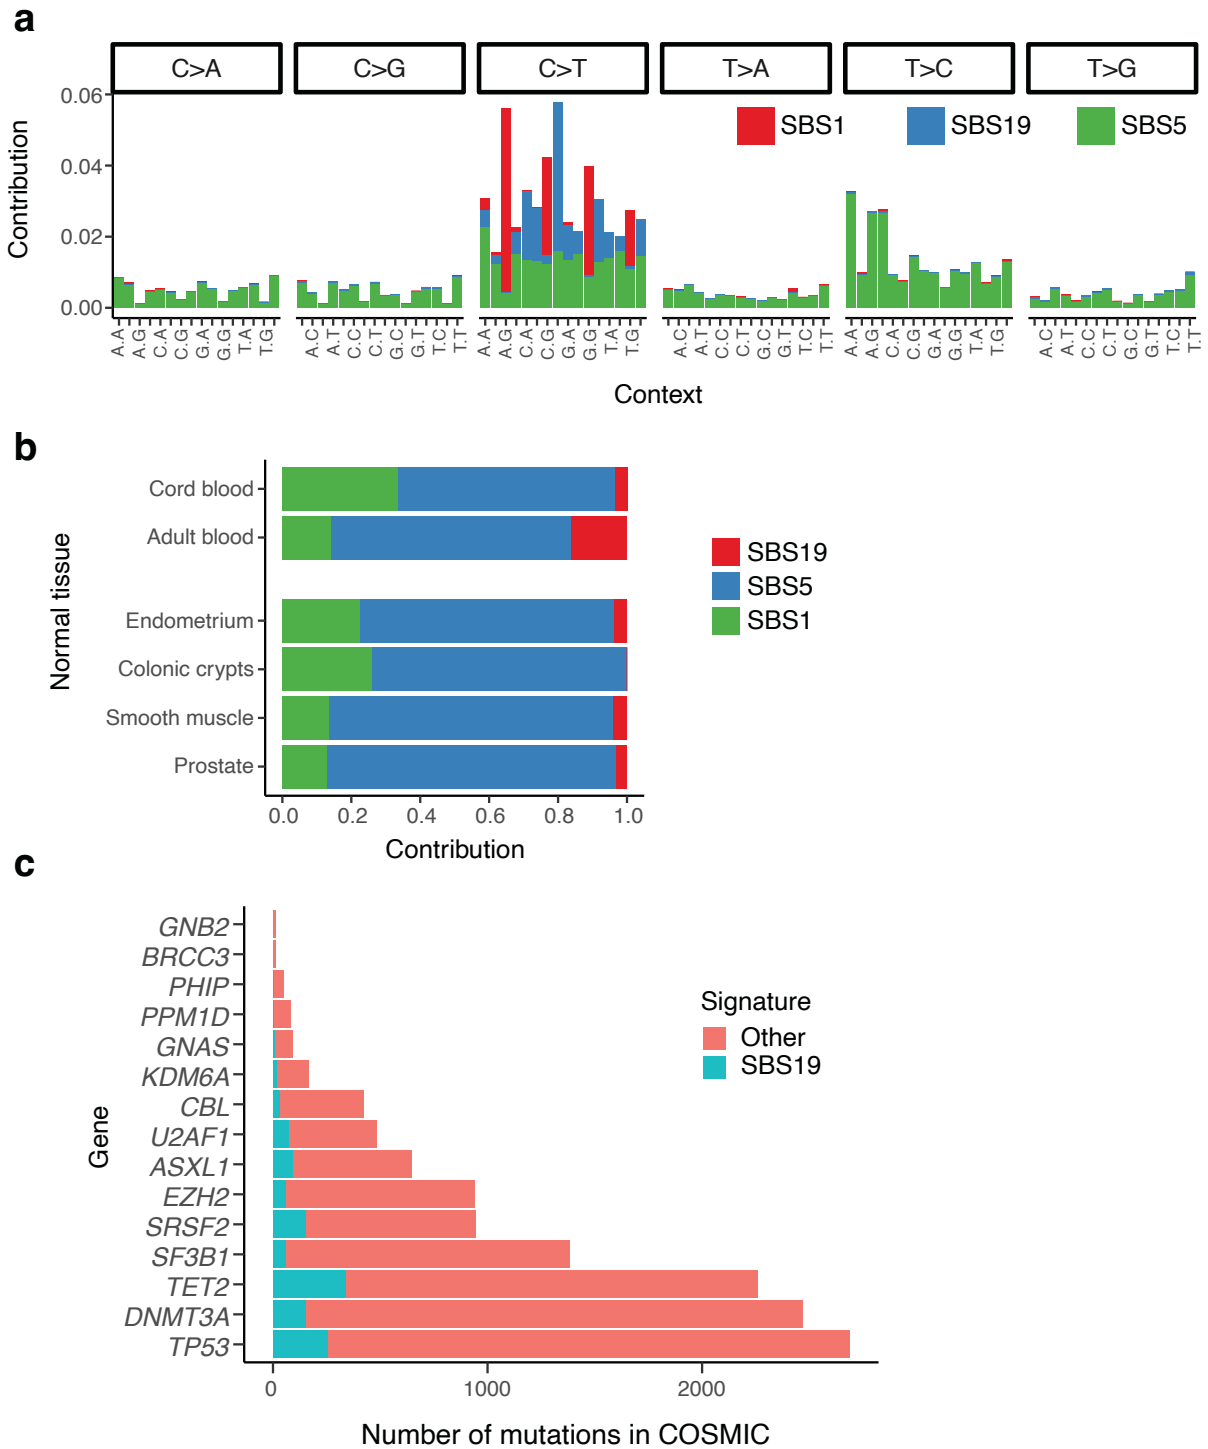 a
C>A C>G C>T T>A T>C T>G
SBS1 SBS19 SBS5
Contribution
0.06
0.04
0.02
0.00
A.A A.G C.A C.G G.A G.G T.A T.G A.C A.T C.C C.T G.C G.T T.C T.T A.A A.G C.A C.G G.A G.G T.A T.G A.C A.T C.C C.T G.C G.T T.C T.T A.A A.G C.A C.G G.A G.G T.A T.G A.C A.T C.C C.T G.C G.T T.C T.T
Context
b
Normal tissue
Cord blood
Adult blood
Endometrium
Colonic crypts
Smooth muscle
Prostate
SBS19
SBS5
SBS1
0.0 0.2 0.4 0.6 0.8 1.0
Contribution
c
Gene
GNB2
BRCC3
PHIP
PPM1D
GNAS
KDM6A
CBL
U2AF1
ASXL1
EZH2
SRSF2
SF3B1
TET2
DNMT3A
TP53
Signature
Other
SBS19
0 1000 2000
Number of mutations in COSMIC